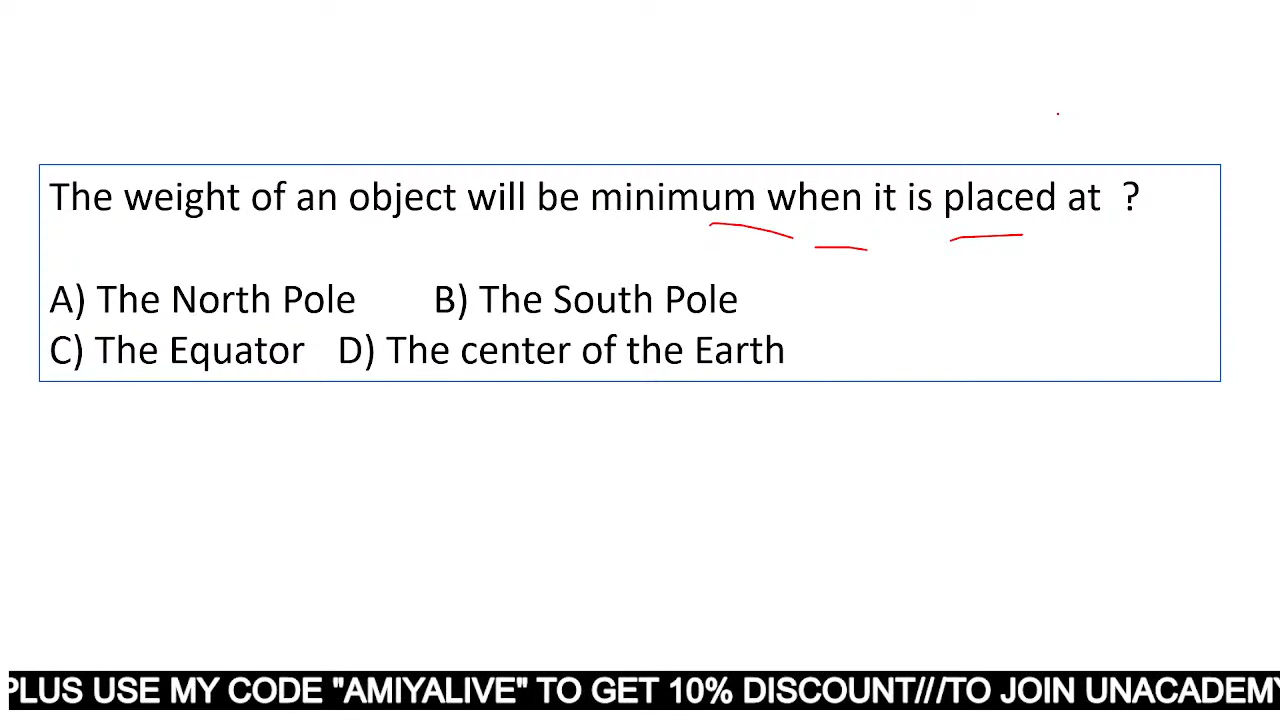 The weight of an object will be minimum when it is placed at ?
A) The North Pole B) The South Pole
C) The Equator D) The center of the Earth
PLUS USE MY CODE "AMIYALIVE" TO GET 10% DISCOUNT///TO JOIN UNACADEMY